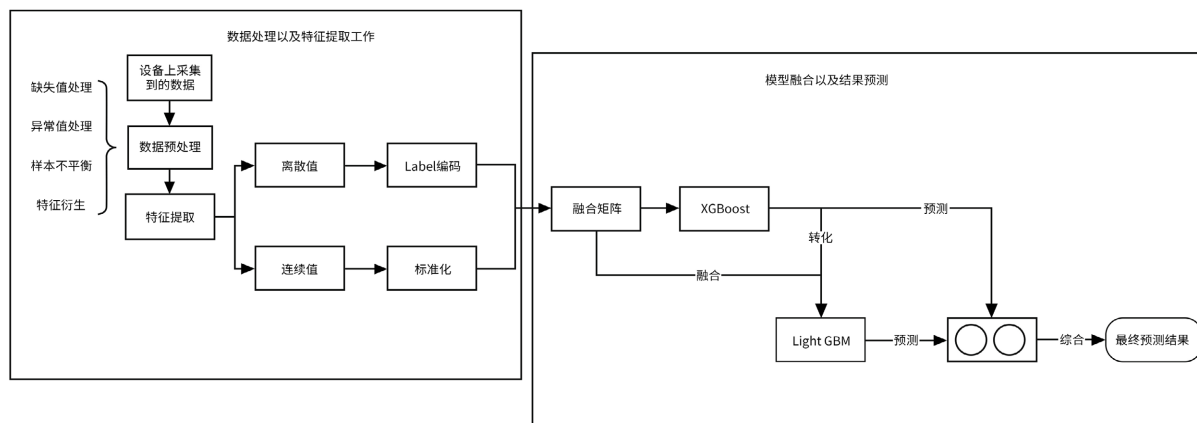 数据处理以及特征提取工作
设备上采集
到的数据
缺失值处理
异常值处理
样本不平衡
特征衍生
数据预处理
特征提取
离散值
Label编码
连续值
标准化
模型融合以及结果预测
融合矩阵
XGBoost
预测
转化
融合
Light GBM
预测
综合
最终预测结果